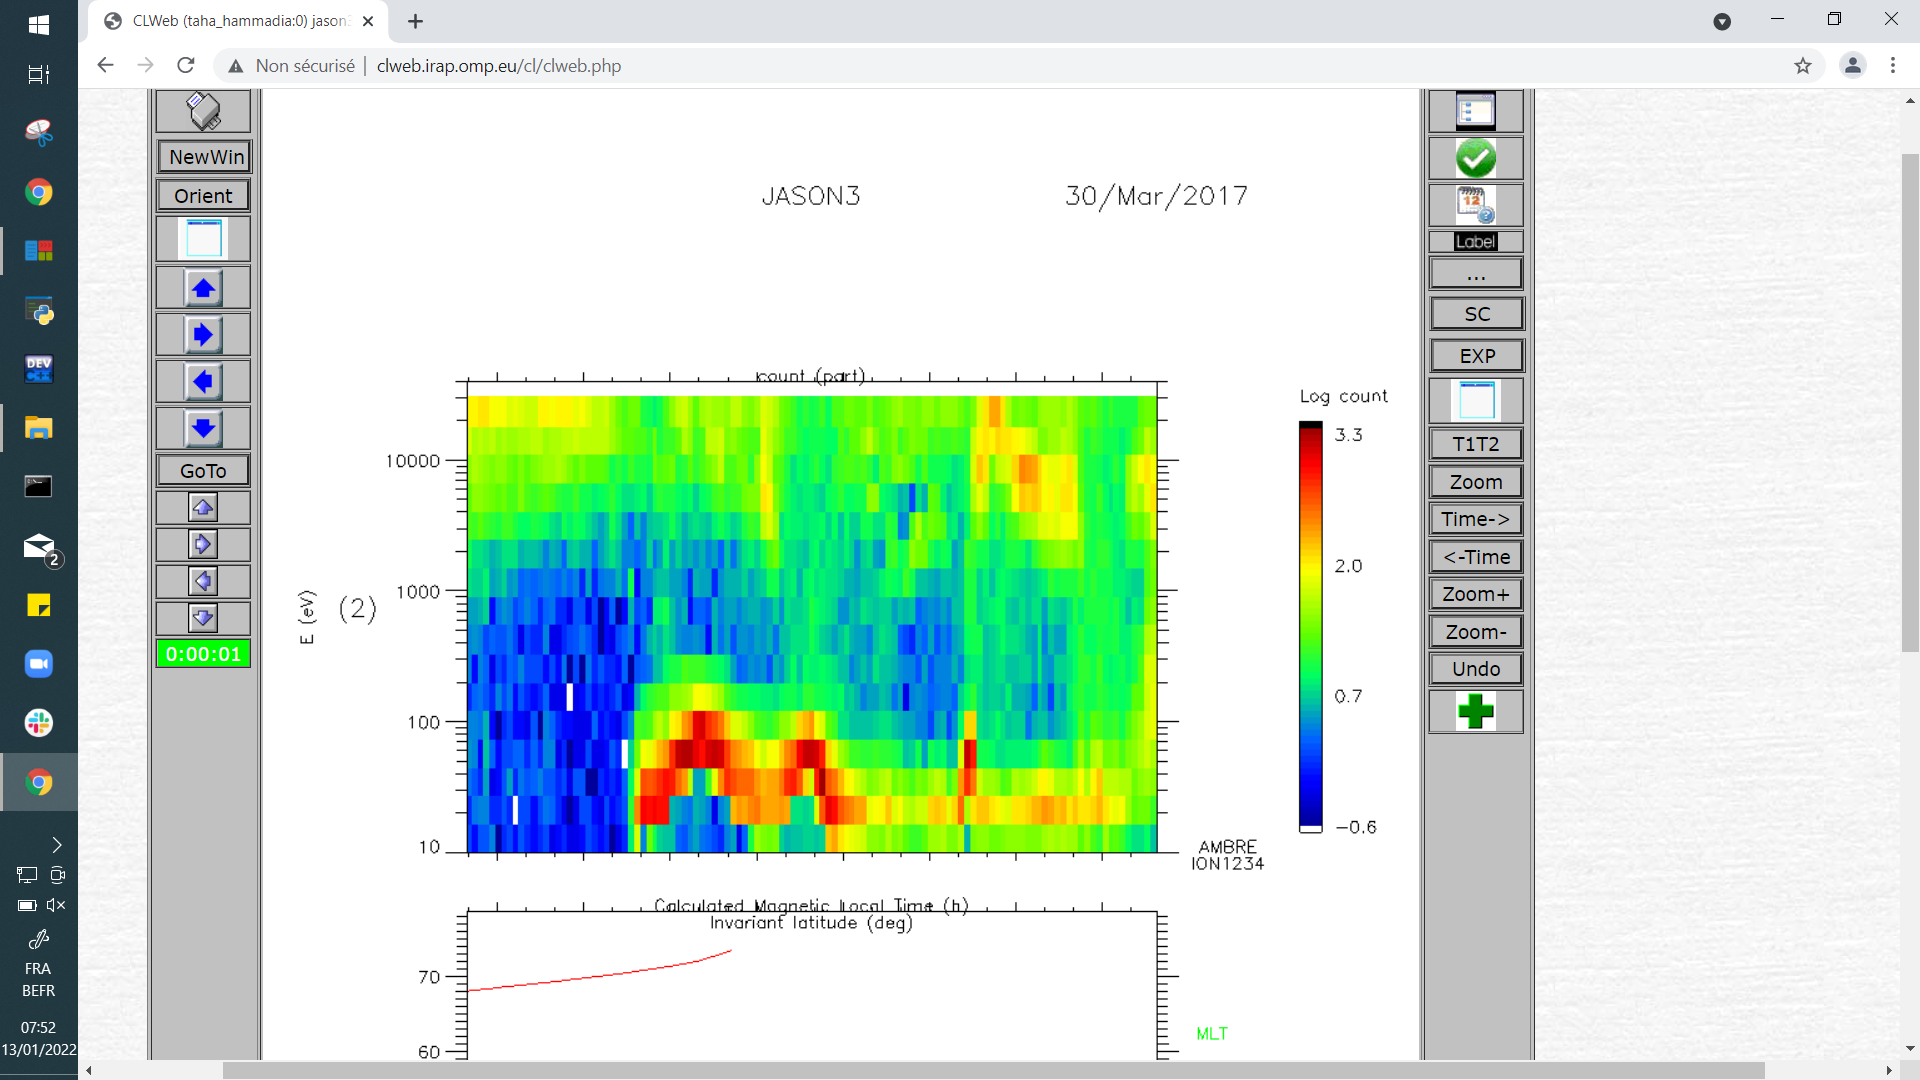 CLWeb (taha_hammadia:0) jason3
Non sécurisé | clweb.irap.omp.eu/cl/clweb.php
NewWin
Orient
GoTo
0:00:01
JASON3 30/Mar/2017
count (part)
10000
1000
100
10
E (eV)
(2)
Log count
3.3
2.0
0.7
-0.6
AMBRE
ION1234
Calculated Magnetic Local Time (h)
Invariant latitude (deg)
70
60
MLT
12
Label
...
SC
EXP
T1T2
Zoom
Time->
<-Time
Zoom+
Zoom-
Undo
DEV
C++
2
FRA
BEFR
07:52
13/01/2022